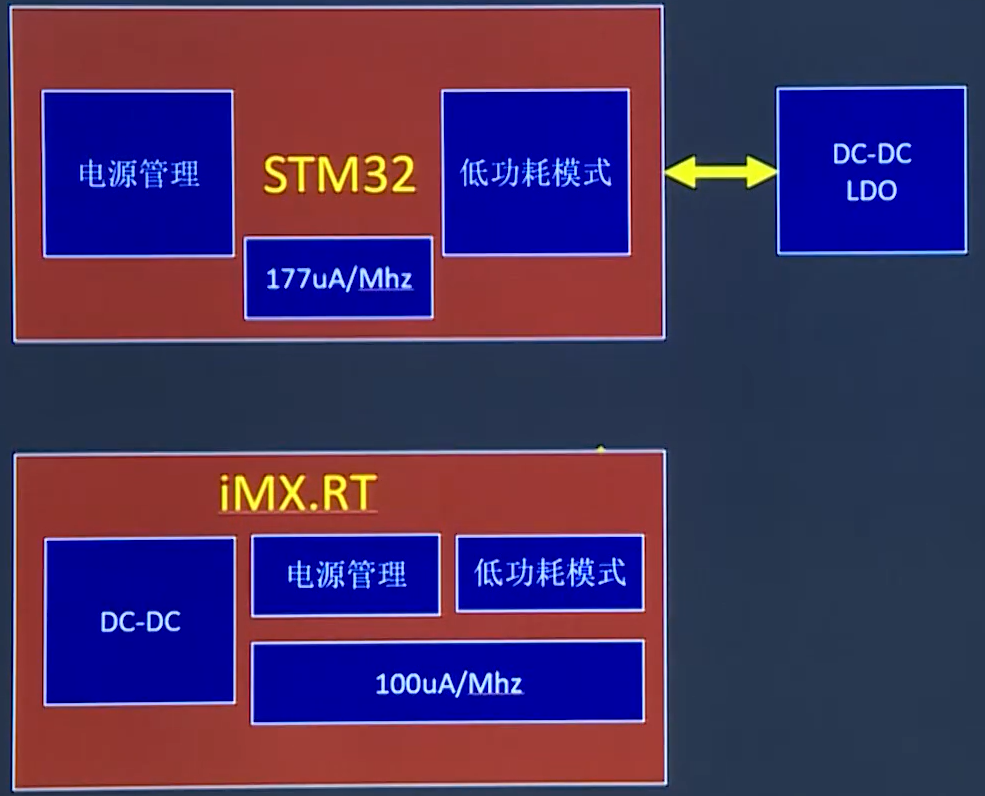 电源管理
STM32
低功耗模式
177uA/Mhz
DC-DC
LDO
iMX.RT
DC-DC
电源管理
低功耗模式
100uA/Mhz